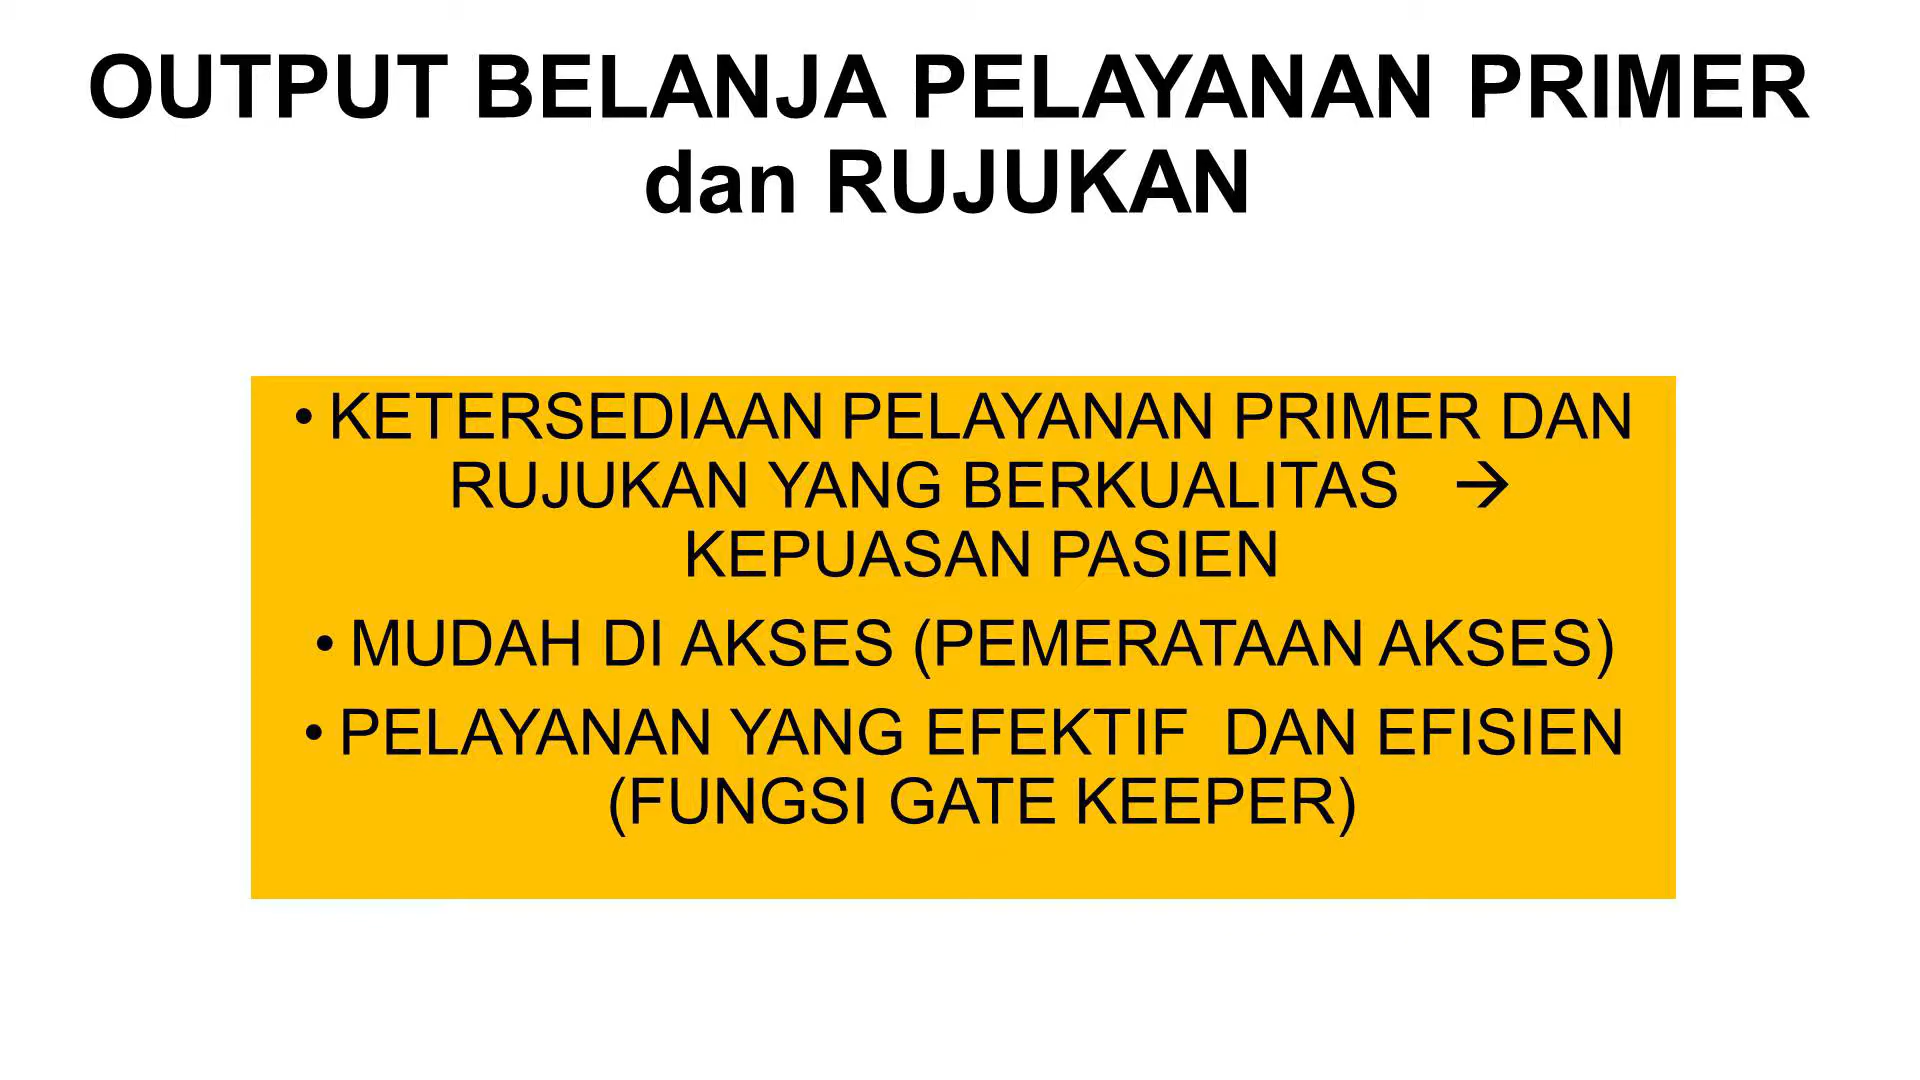 OUTPUT BELANJA PELAYANAN PRIMER
dan RUJUKAN
• KETERSEDIAAN PELAYANAN PRIMER DAN
RUJUKAN YANG BERKUALITAS →
KEPUASAN PASIEN
• MUDAH DI AKSES (PEMERATAAN AKSES)
• PELAYANAN YANG EFEKTIF DAN EFISIEN
(FUNGSI GATE KEEPER)